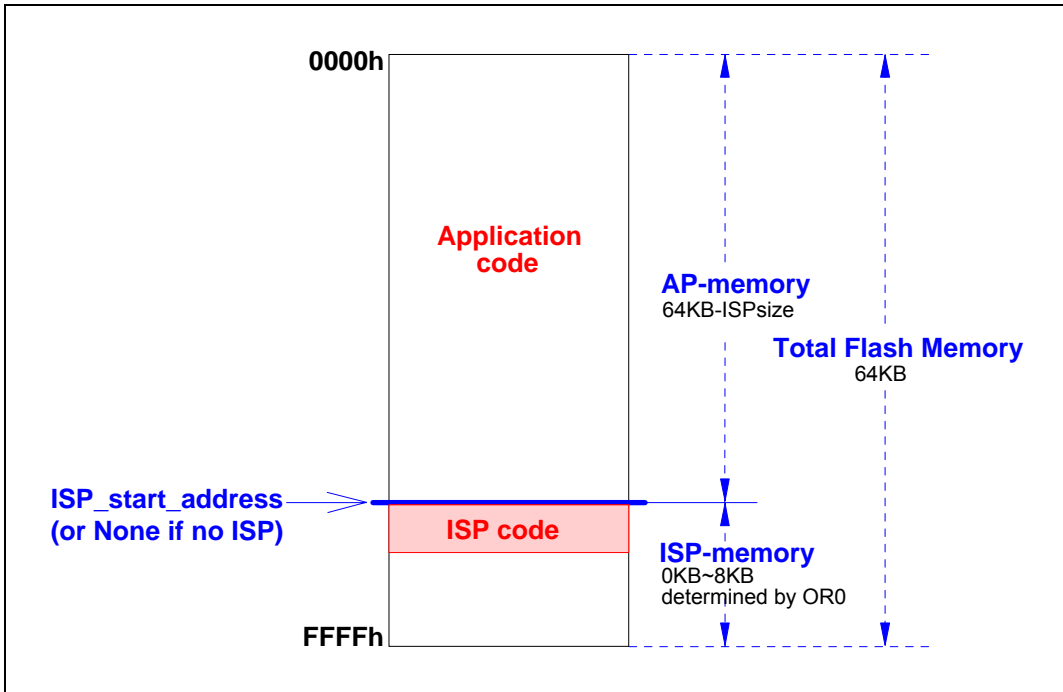 0000h
Application
code
AP-memory
64KB-ISPsize
Total Flash Memory
64KB
ISP_start_address
(or None if no ISP)
ISP code
ISP-memory
0KB~8KB
determined by OR0
FFFFh